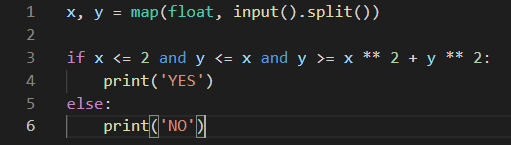 1 x, y = map(float, input().split())
2
3 if x <= 2 and y <= x and y >= x ** 2 + y ** 2:
4     print('YES')
5 else:
6     print('NO')